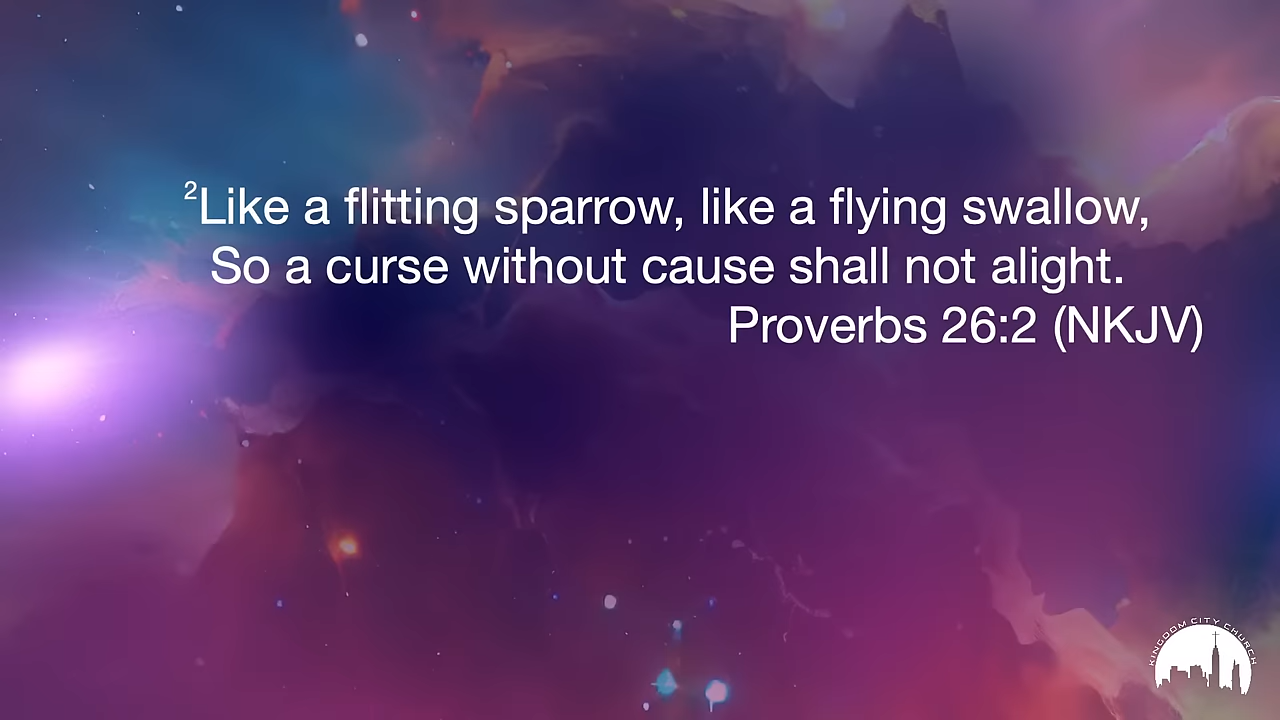 ²Like a flitting sparrow, like a flying swallow,
So a curse without cause shall not alight.
Proverbs 26:2 (NKJV)
KINGDOM CITY CHURCH